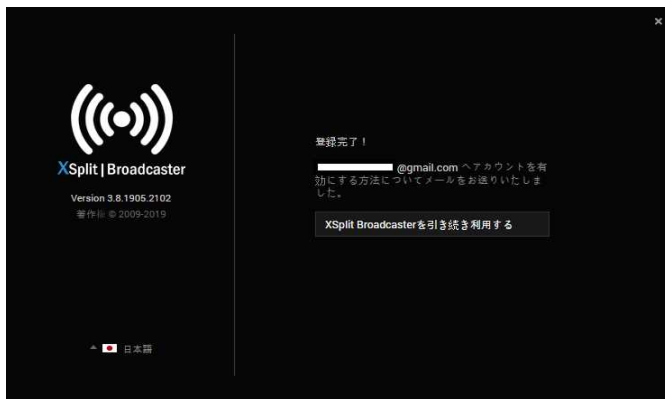 XSplit | Broadcaster
Version 3.8.1905.2102
著作権 © 2009-2019
日本語
登録完了！
@gmail.com へアカウントを有
効にする方法についてメールをお送りいたしま
した。
XSplit Broadcasterを引き続き利用する